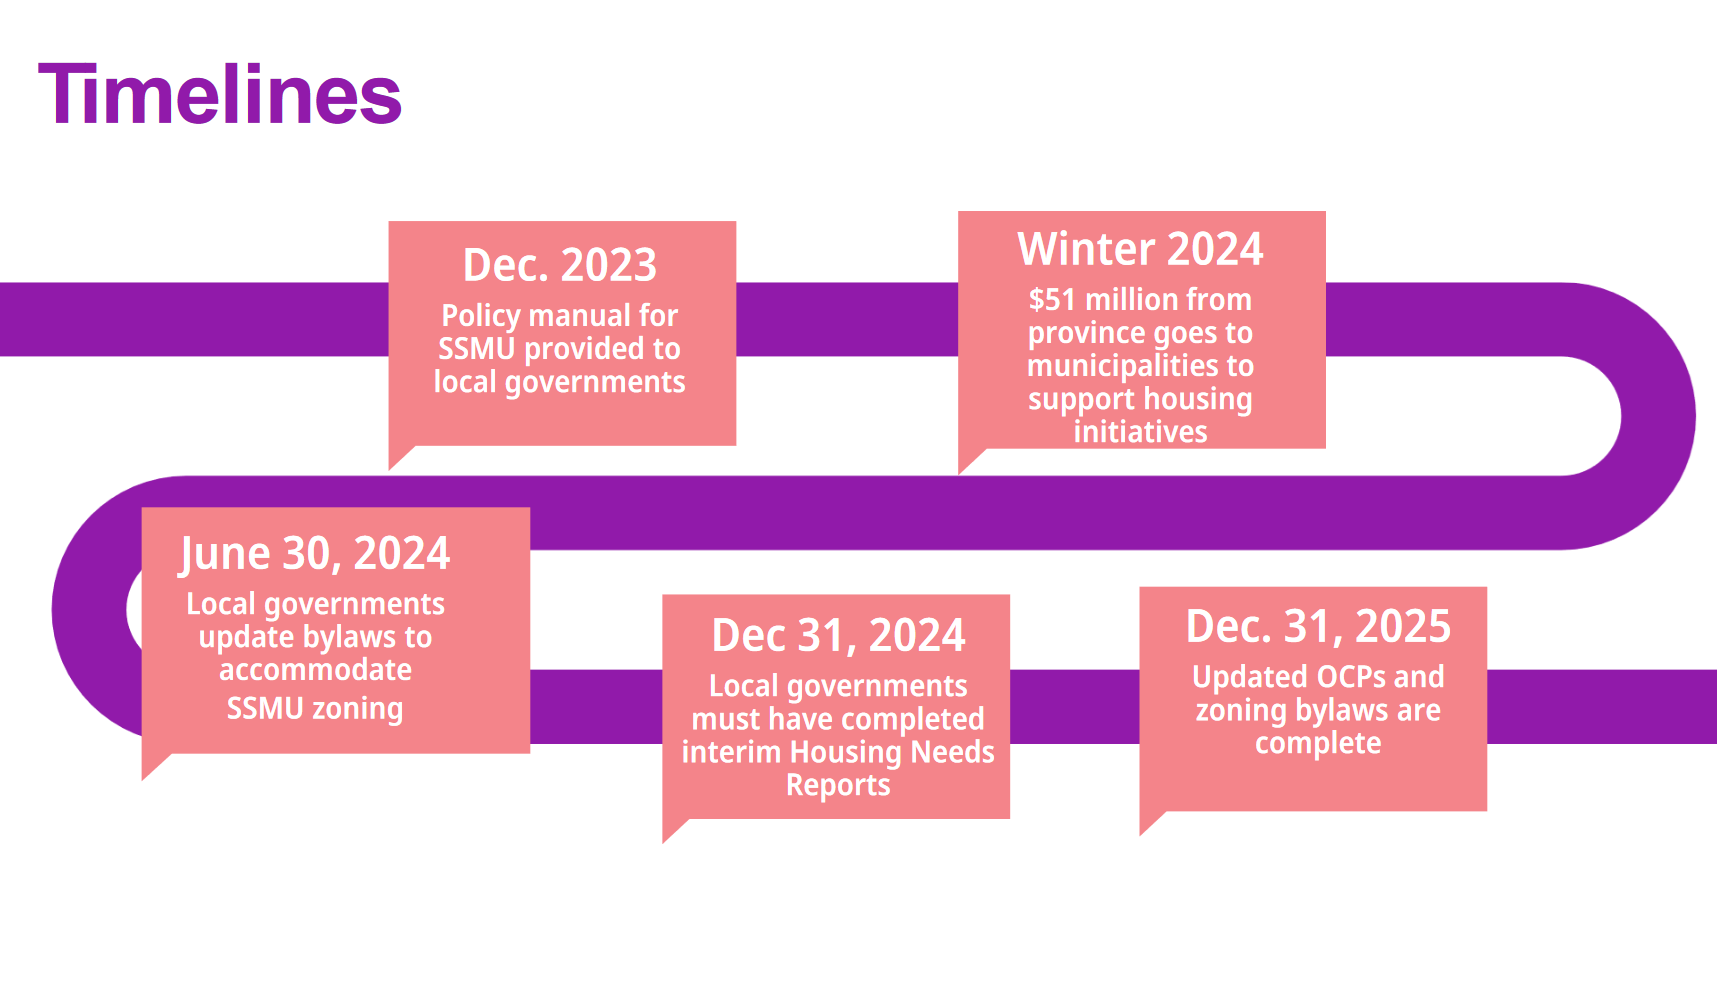 Timelines
Dec. 2023
Policy manual for
SSMU provided to
local governments
Winter 2024
$51 million from
province goes to
municipalities to
support housing
initiatives
June 30, 2024
Local governments
update bylaws to
accommodate
SSMU zoning
Dec 31, 2024
Local governments
must have completed
interim Housing Needs
Reports
Dec. 31, 2025
Updated OCPs and
zoning bylaws are
complete